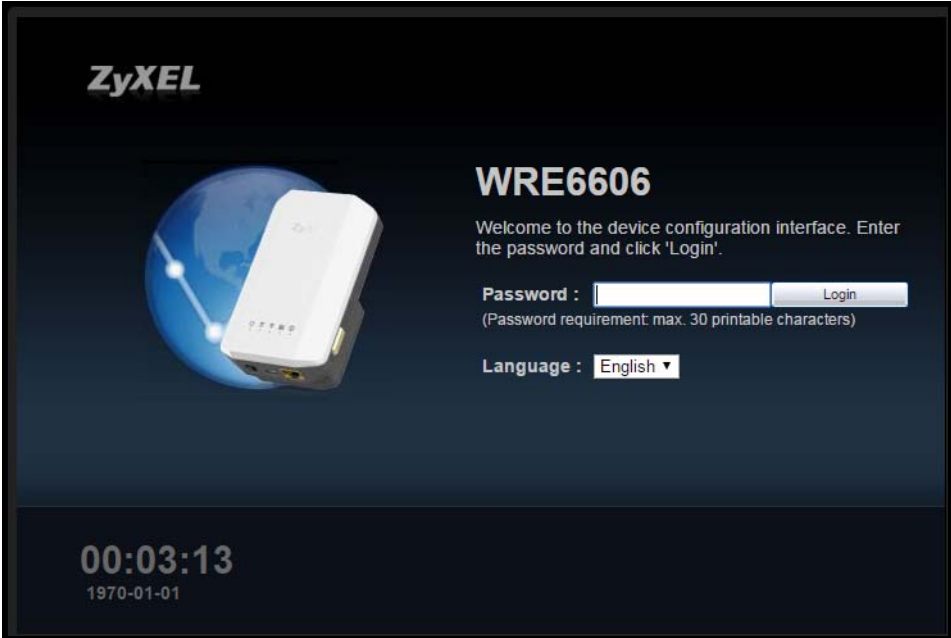 ZyXEL
WRE6606
Welcome to the device configuration interface. Enter
the password and click 'Login'.
Password :
Login
(Password requirement: max. 30 printable characters)
Language : English
00:03:13
1970-01-01